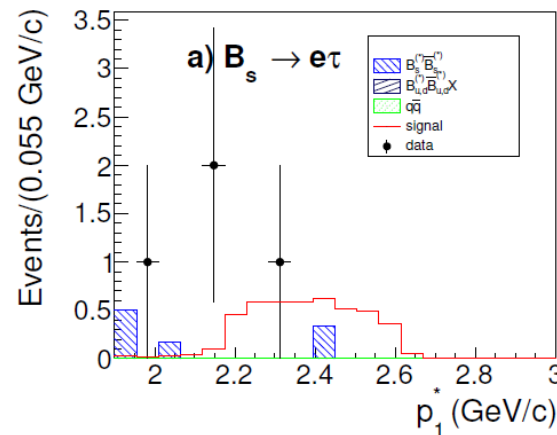 a) B_s → eτ
B_s^(*) B̅_s^(*)
B_u,d^(*) B̅_u,d^(*) X
qq̅
signal
data
Events/(0.055 GeV/c)
3.5
3
2.5
2
1.5
1
0.5
0
2 2.2 2.4 2.6 2.8 3
p_1^* (GeV/c)